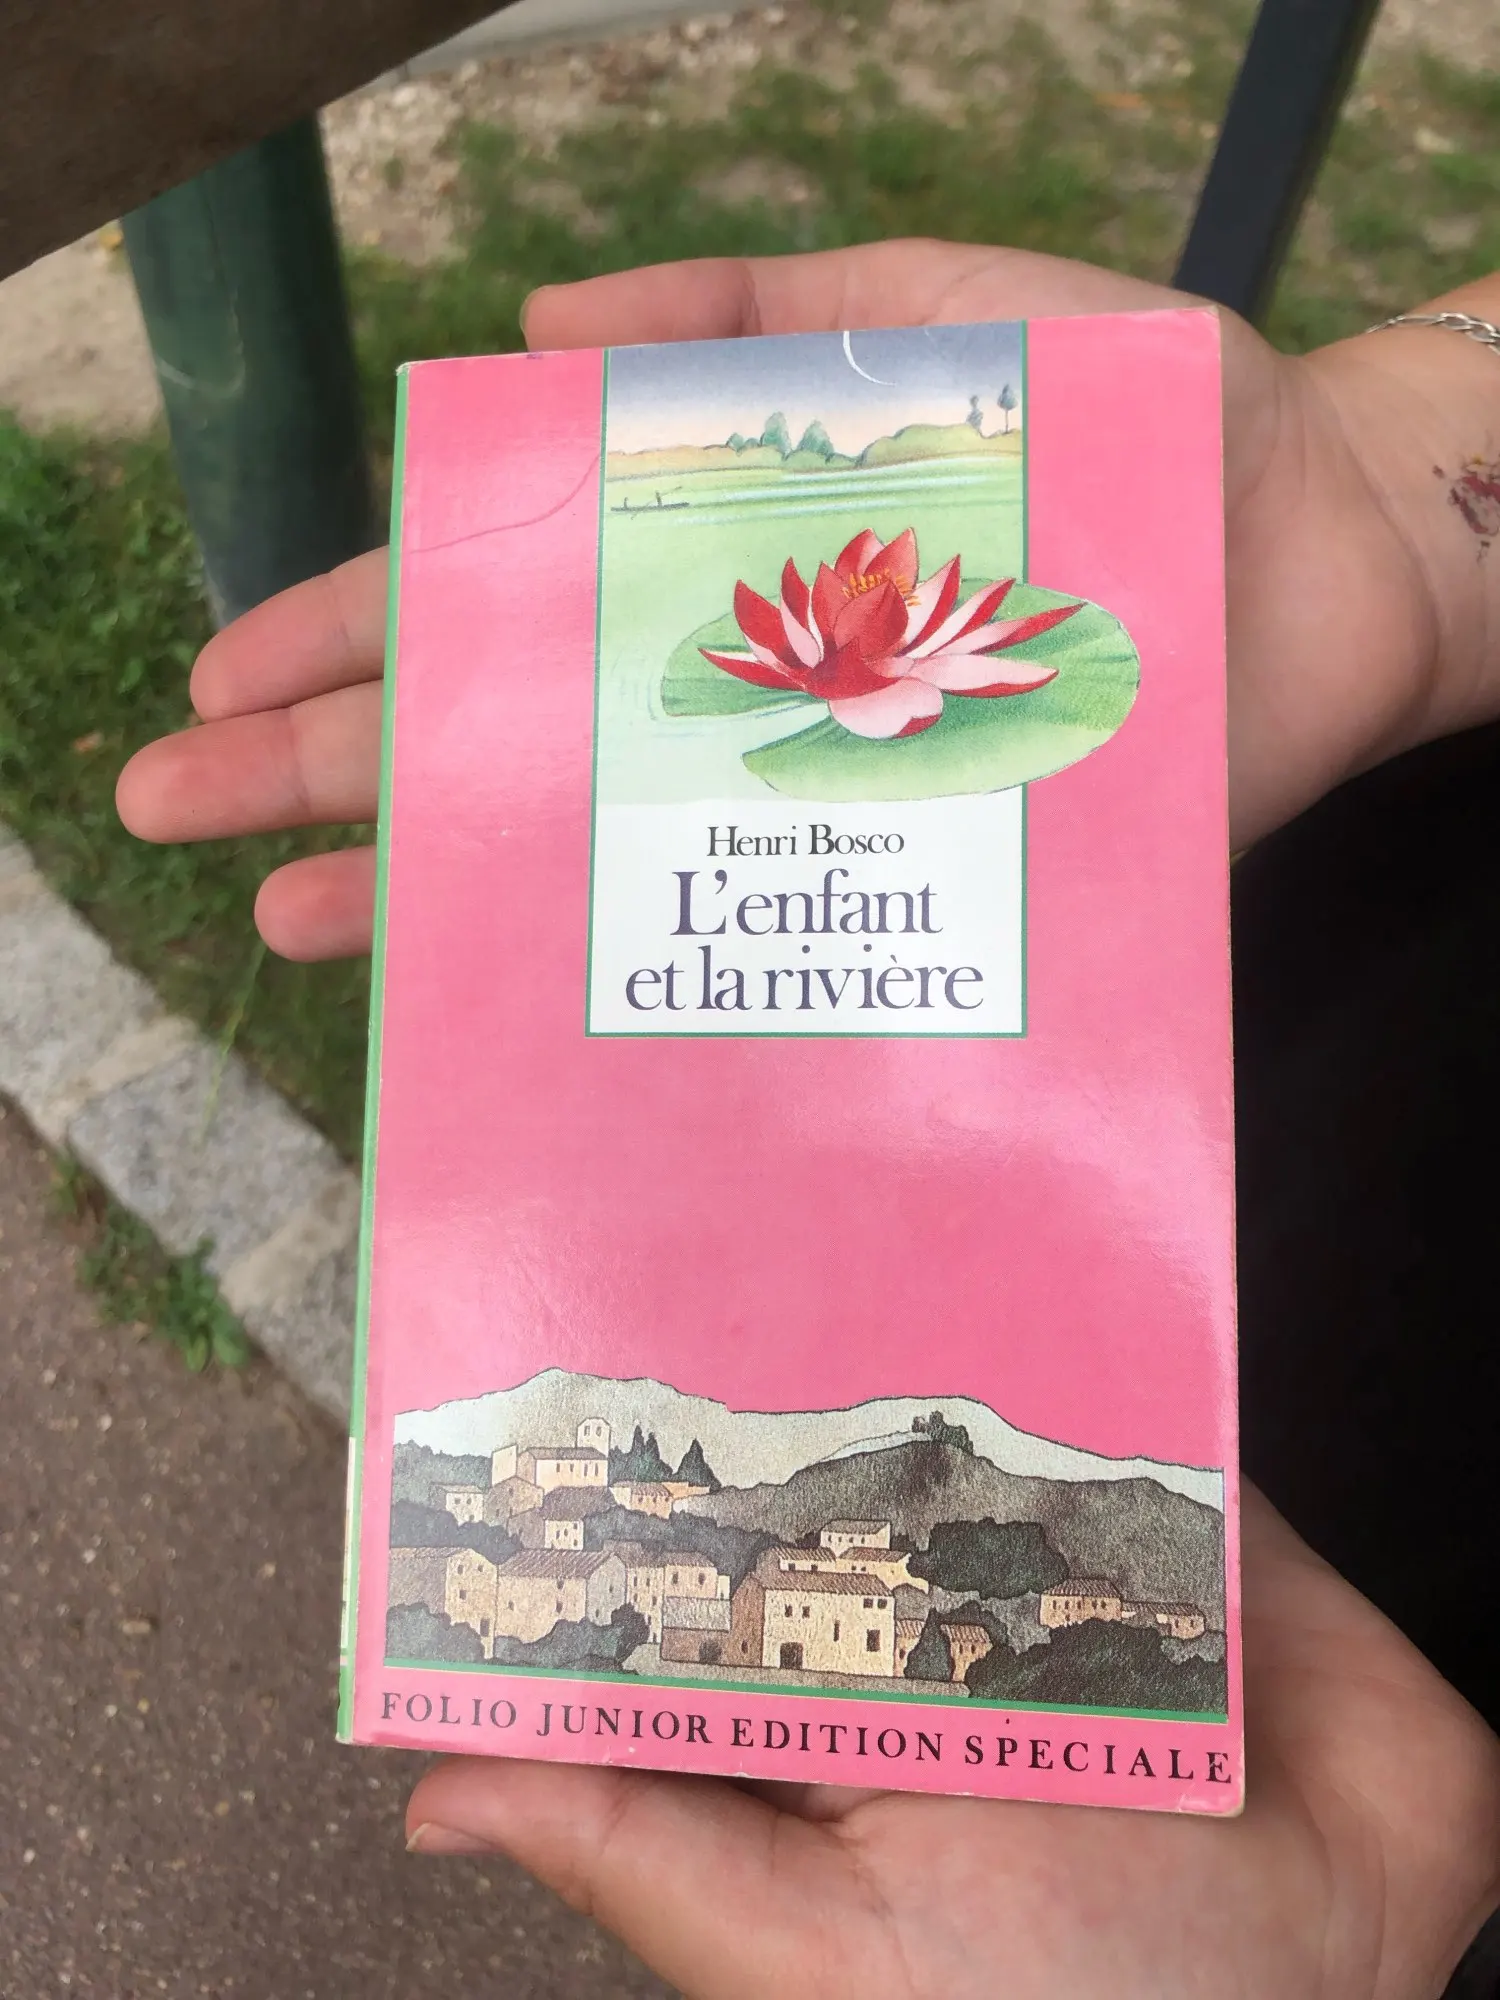 Henri Bosco
L'enfant
et la rivière
FOLIO JUNIOR EDITION SPECIALE